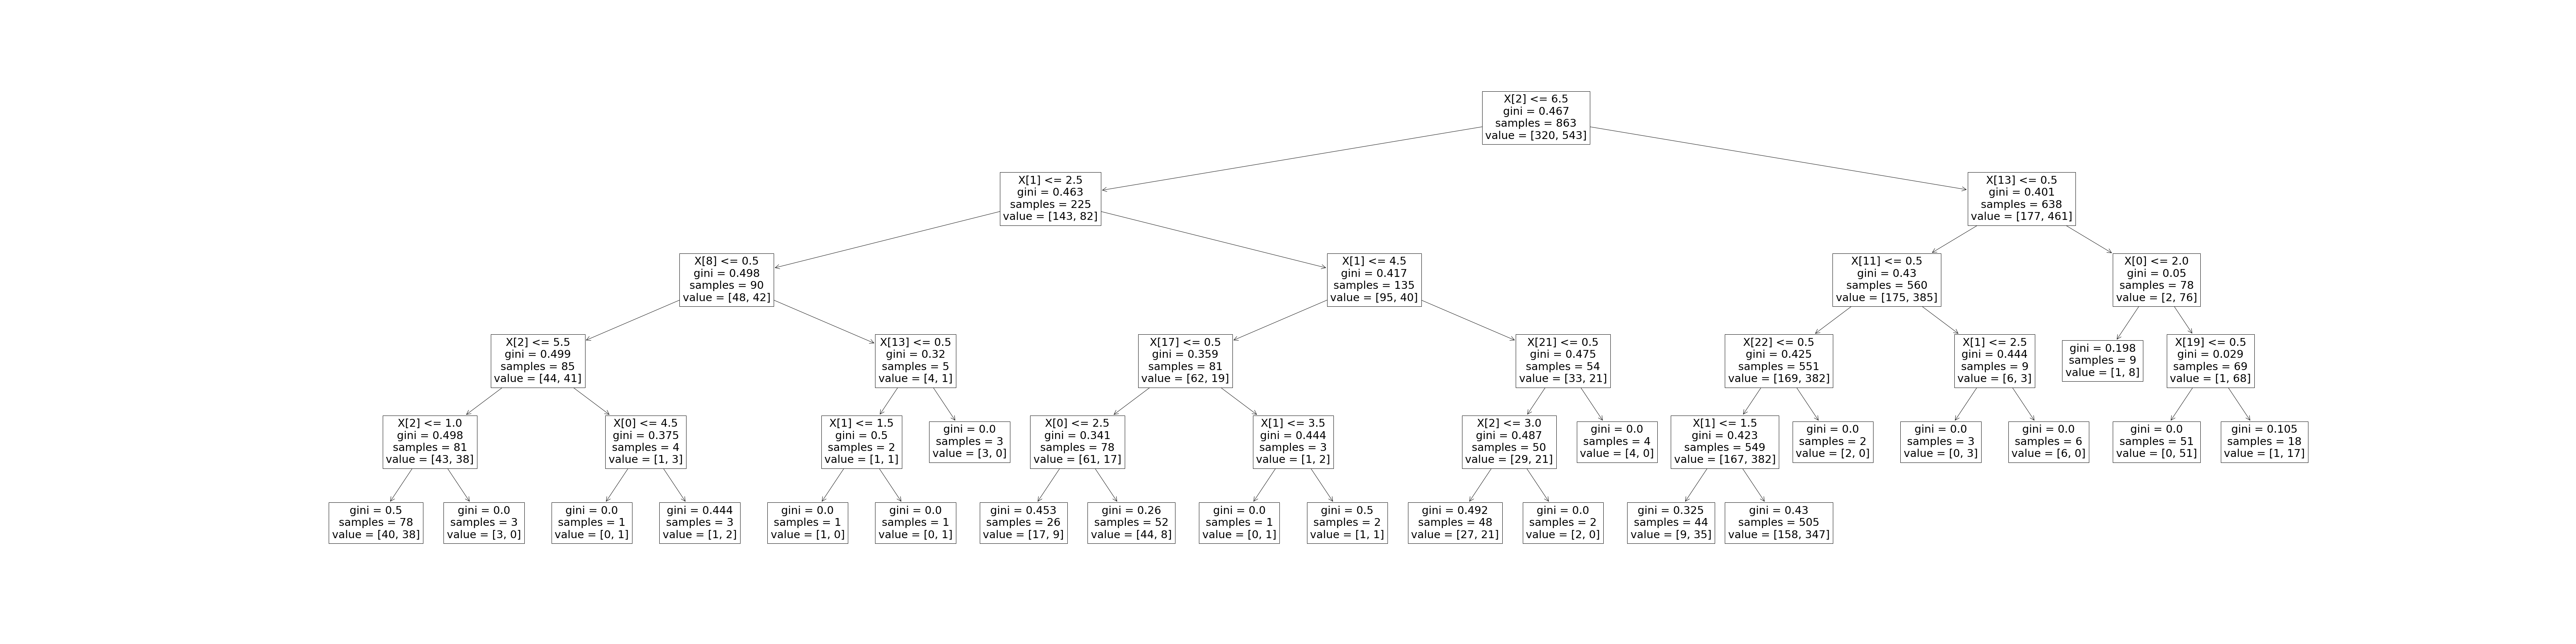 X[2] <= 6.5
gini = 0.467
samples = 863
value = [320, 543]
X[1] <= 2.5
gini = 0.463
samples = 225
value = [143, 82]
X[13] <= 0.5
gini = 0.401
samples = 638
value = [177, 461]
X[8] <= 0.5
gini = 0.498
samples = 90
value = [48, 42]
X[1] <= 4.5
gini = 0.417
samples = 135
value = [95, 40]
X[11] <= 0.5
gini = 0.43
samples = 560
value = [175, 385]
X[0] <= 2.0
gini = 0.05
samples = 78
value = [2, 76]
X[2] <= 5.5
gini = 0.499
samples = 85
value = [44, 41]
X[13] <= 0.5
gini = 0.32
samples = 5
value = [4, 1]
X[17] <= 0.5
gini = 0.359
samples = 81
value = [62, 19]
X[21] <= 0.5
gini = 0.475
samples = 54
value = [33, 21]
X[22] <= 0.5
gini = 0.425
samples = 551
value = [169, 382]
X[1] <= 2.5
gini = 0.444
samples = 9
value = [6, 3]
gini = 0.198
samples = 9
value = [1, 8]
X[19] <= 0.5
gini = 0.029
samples = 69
value = [1, 68]
X[2] <= 1.0
gini = 0.498
samples = 81
value = [43, 38]
X[0] <= 4.5
gini = 0.375
samples = 4
value = [1, 3]
X[1] <= 1.5
gini = 0.5
samples = 2
value = [1, 1]
gini = 0.0
samples = 3
value = [3, 0]
X[0] <= 2.5
gini = 0.341
samples = 78
value = [61, 17]
X[1] <= 3.5
gini = 0.444
samples = 3
value = [1, 2]
X[2] <= 3.0
gini = 0.487
samples = 50
value = [29, 21]
gini = 0.0
samples = 4
value = [4, 0]
X[1] <= 1.5
gini = 0.423
samples = 549
value = [167, 382]
gini = 0.0
samples = 2
value = [2, 0]
gini = 0.0
samples = 3
value = [0, 3]
gini = 0.0
samples = 6
value = [6, 0]
gini = 0.0
samples = 51
value = [0, 51]
gini = 0.105
samples = 18
value = [1, 17]
gini = 0.5
samples = 78
value = [40, 38]
gini = 0.0
samples = 3
value = [3, 0]
gini = 0.0
samples = 1
value = [0, 1]
gini = 0.444
samples = 3
value = [1, 2]
gini = 0.0
samples = 1
value = [1, 0]
gini = 0.0
samples = 1
value = [0, 1]
gini = 0.453
samples = 26
value = [17, 9]
gini = 0.26
samples = 52
value = [44, 8]
gini = 0.0
samples = 1
value = [0, 1]
gini = 0.5
samples = 2
value = [1, 1]
gini = 0.492
samples = 48
value = [27, 21]
gini = 0.0
samples = 2
value = [2, 0]
gini = 0.325
samples = 44
value = [9, 35]
gini = 0.43
samples = 505
value = [158, 347]